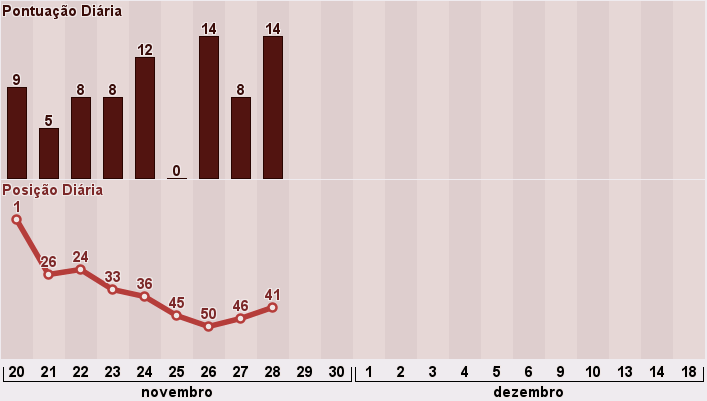 Pontuação Diária
9 5 8 8 12 0 14 8 14
Posição Diária
1 26 24 33 36 45 50 46 41
20 21 22 23 24 25 26 27 28 29 30 1 2 3 4 5 6 9 10 13 14 18
novembro dezembro